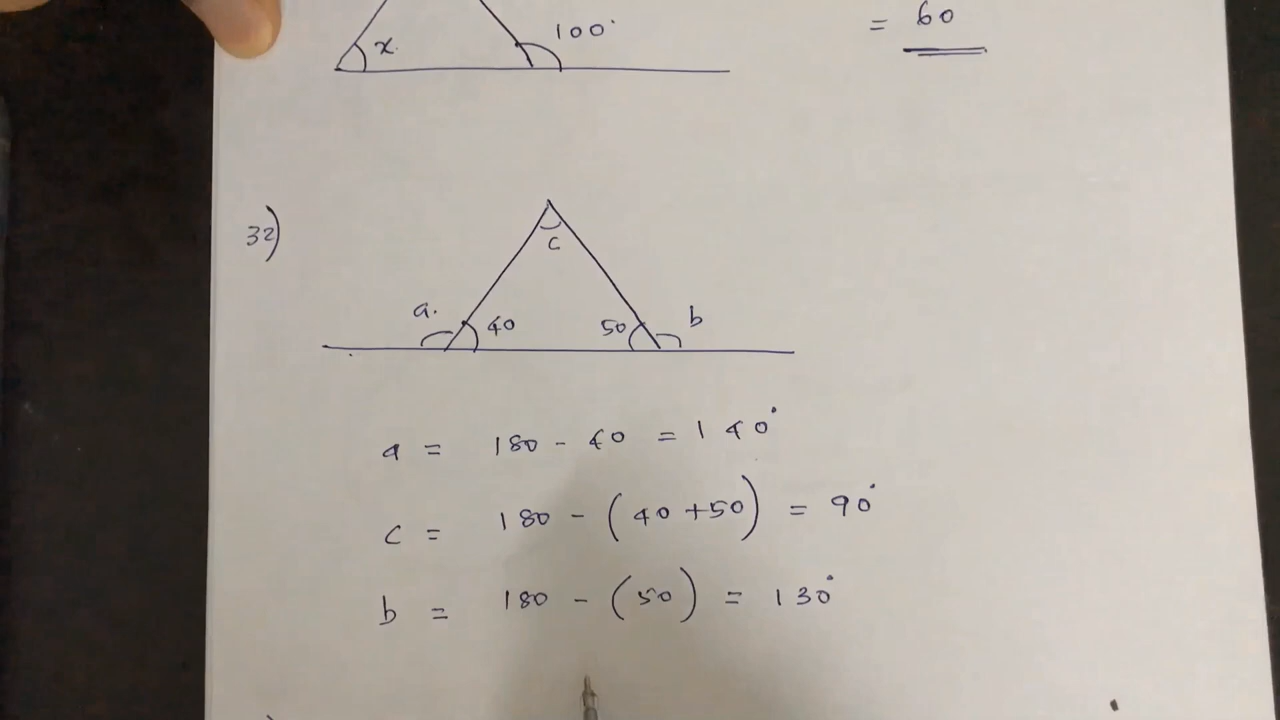 x.
100°
= 60
32)
c
a.
40
50
b
a = 180 - 40 = 140°
c = 180 - (40 + 50) = 90°
b = 180 - (50) = 130°